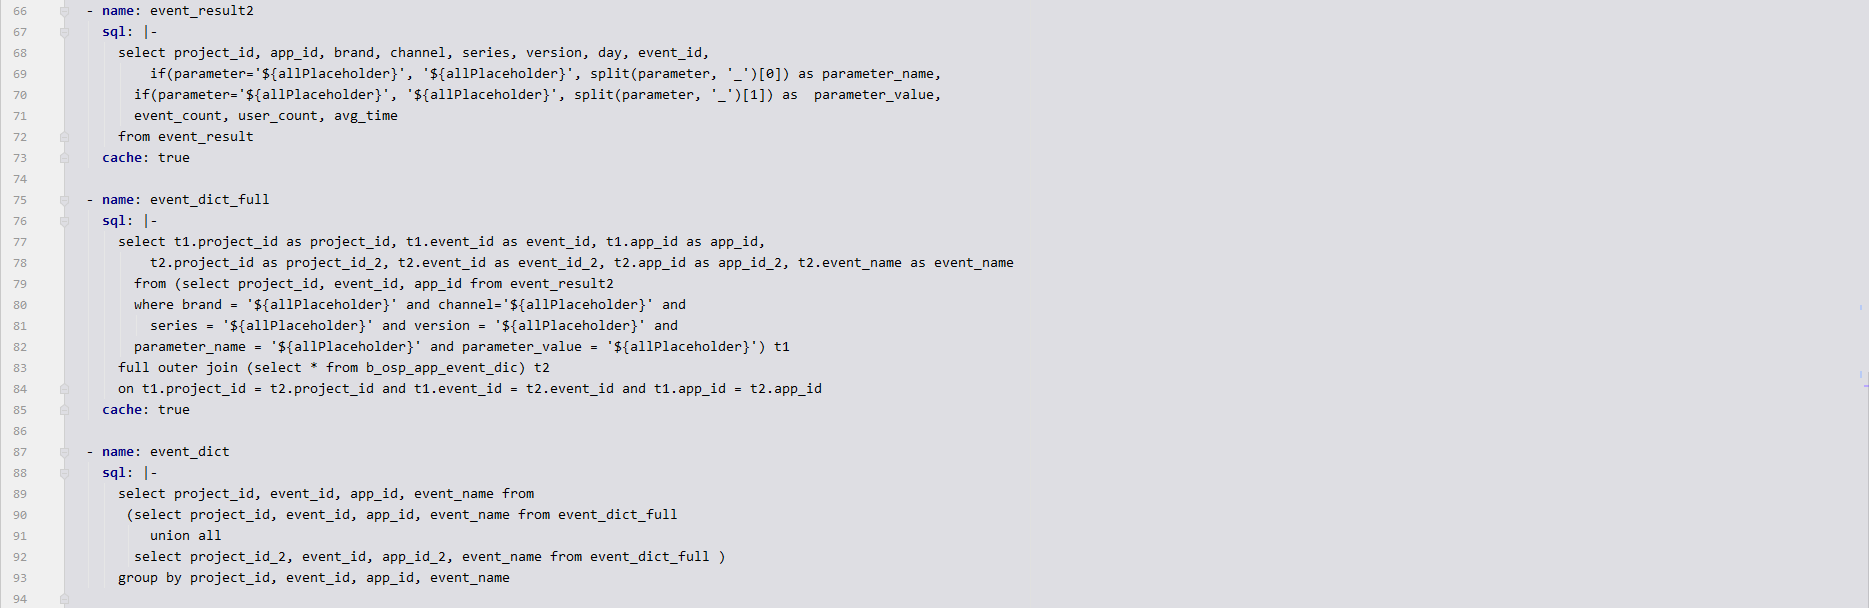 66 - name: event_result2
67 sql: |-
68 select project_id, app_id, brand, channel, series, version, day, event_id,
69 if(parameter='${allPlaceholder}', '${allPlaceholder}', split(parameter, '_')[0]) as parameter_name,
70 if(parameter='${allPlaceholder}', '${allPlaceholder}', split(parameter, '_')[1]) as  parameter_value,
71 event_count, user_count, avg_time
72 from event_result
73 cache: true
74
75 - name: event_dict_full
76 sql: |-
77 select t1.project_id as project_id, t1.event_id as event_id, t1.app_id as app_id,
78 t2.project_id as project_id_2, t2.event_id as event_id_2, t2.app_id as app_id_2, t2.event_name as event_name
79 from (select project_id, event_id, app_id from event_result2
80 where brand = '${allPlaceholder}' and channel='${allPlaceholder}' and
81 series = '${allPlaceholder}' and version = '${allPlaceholder}' and
82 parameter_name = '${allPlaceholder}' and parameter_value = '${allPlaceholder}') t1
83 full outer join (select * from b_osp_app_event_dic) t2
84 on t1.project_id = t2.project_id and t1.event_id = t2.event_id and t1.app_id = t2.app_id
85 cache: true
86
87 - name: event_dict
88 sql: |-
89 select project_id, event_id, app_id, event_name from
90 (select project_id, event_id, app_id, event_name from event_dict_full
91 union all
92 select project_id_2, event_id, app_id_2, event_name from event_dict_full )
93 group by project_id, event_id, app_id, event_name
94